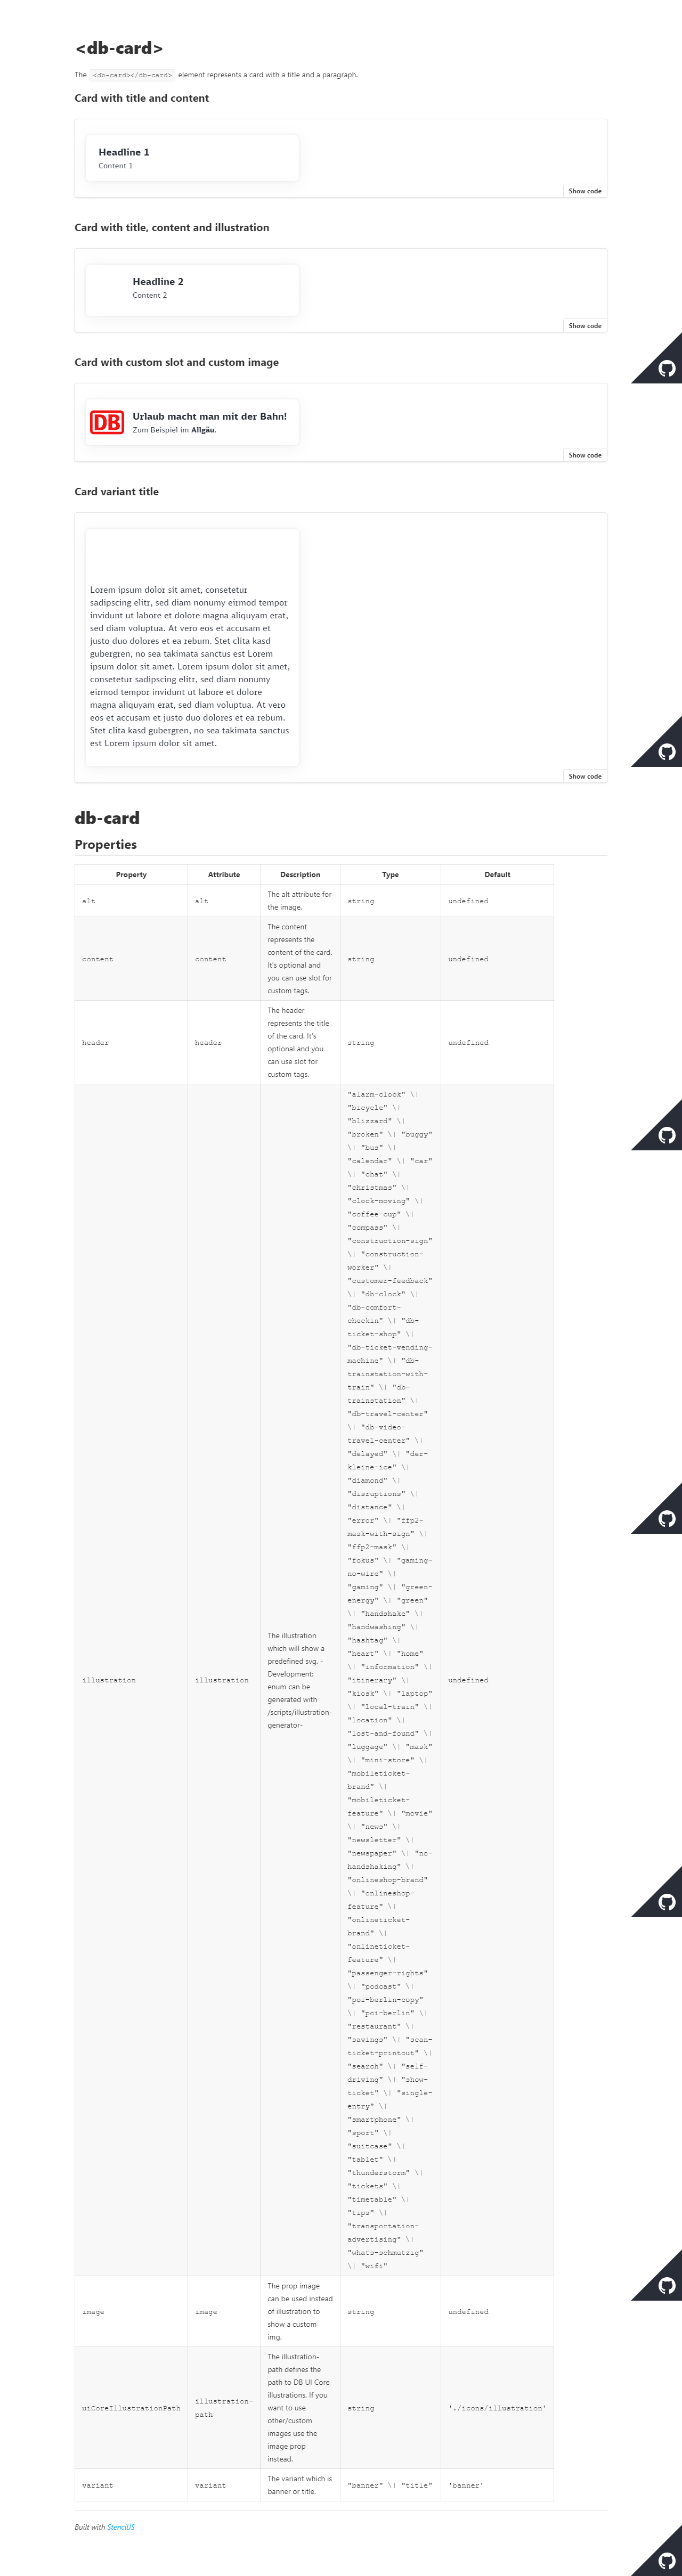 <db-card>
The <db-card></db-card> element represents a card with a title and a paragraph.
Card with title and content
Headline 1
Content 1
Show code
Card with title, content and illustration
Headline 2
Content 2
Show code
Card with custom slot and custom image
DB
Urlaub macht man mit der Bahn!
Zum Beispiel im Allgäu.
Show code
Card variant title
Lorem ipsum dolor sit amet, consetetur
sadipscing elitr, sed diam nonumy eirmod tempor
invidunt ut labore et dolore magna aliquyam erat,
sed diam voluptua. At vero eos et accusam et
justo duo dolores et ea rebum. Stet clita kasd
gubergren, no sea takimata sanctus est Lorem
ipsum dolor sit amet. Lorem ipsum dolor sit amet,
consetetur sadipscing elitr, sed diam nonumy
eirmod tempor invidunt ut labore et dolore
magna aliquyam erat, sed diam voluptua. At vero
eos et accusam et justo duo dolores et ea rebum.
Stet clita kasd gubergren, no sea takimata sanctus
est Lorem ipsum dolor sit amet.
Show code
db-card
Properties
Property Attribute Description Type Default
alt alt The alt attribute for
the image. string undefined
content content The content
represents the
content of the card.
It's optional and
you can use slot for
custom tags. string undefined
header header The header
represents the title
of the card. It's
optional and you
can use slot for
custom tags. string undefined
illustration illustration The illustration
which will show a
predefined svg. -
Development:
enum can be
generated with
/scripts/illustration-
generator-
"alarm-clock" \|
"bicycle" \|
"blizzard" \|
"broken" \| "buggy"
\| "bus" \|
"calendar" \| "car"
\| "chat" \|
"christmas" \|
"clock-moving" \|
"coffee-cup" \|
"compass" \|
"construction-sign"
\| "construction-
worker" \|
"customer-feedback"
\| "db-clock" \|
"db-comfort-
checkin" \| "db-
ticket-shop" \|
"db-ticket-vending-
machine" \| "db-
trainstation-with-
train" \| "db-
trainstation" \|
"db-travel-center"
\| "db-video-
travel-center" \|
"delayed" \| "der-
kleine-ice" \|
"diamond" \|
"disruptions" \|
"distance" \|
"error" \| "ffp2-
mask-with-sign" \|
"ffp2-mask" \|
"fokus" \| "gaming-
no-wire" \|
"gaming" \| "green-
energy" \| "green"
\| "handshake" \|
"handwashing" \|
"hashtag" \|
"heart" \| "home"
\| "information" \|
"itinerary" \|
"kiosk" \| "laptop"
\| "local-train" \|
"location" \|
"lost-and-found" \|
"luggage" \| "mask"
\| "mini-store" \|
"mobileticket-
brand" \|
"mobileticket-
feature" \| "movie"
\| "news" \|
"newsletter" \|
"newspaper" \| "no-
handshaking" \|
"onlineshop-brand"
\| "onlineshop-
feature" \|
"onlineticket-
brand" \|
"onlineticket-
feature" \|
"passenger-rights"
\| "podcast" \|
"poi-berlin-copy"
\| "poi-berlin" \|
"restaurant" \|
"savings" \| "scan-
ticket-printout" \|
"search" \| "self-
driving" \| "show-
ticket" \| "single-
entry" \|
"smartphone" \|
"sport" \|
"suitcase" \|
"tablet" \|
"thunderstorm" \|
"tickets" \|
"timetable" \|
"tips" \|
"transportation-
advertising" \|
"whats-schmutzig"
\| "wifi"
undefined
image image The prop image
can be used instead
of illustration to
show a custom
img. string undefined
uiCoreIllustrationPath illustration-
path The illustration-
path defines the
path to DB UI Core
illustrations. If you
want to use
other/custom
images use the
image prop
instead. string './icons/illustration'
variant variant The variant which is
banner or title. "banner" \| "title" 'banner'
Built with StencilJS